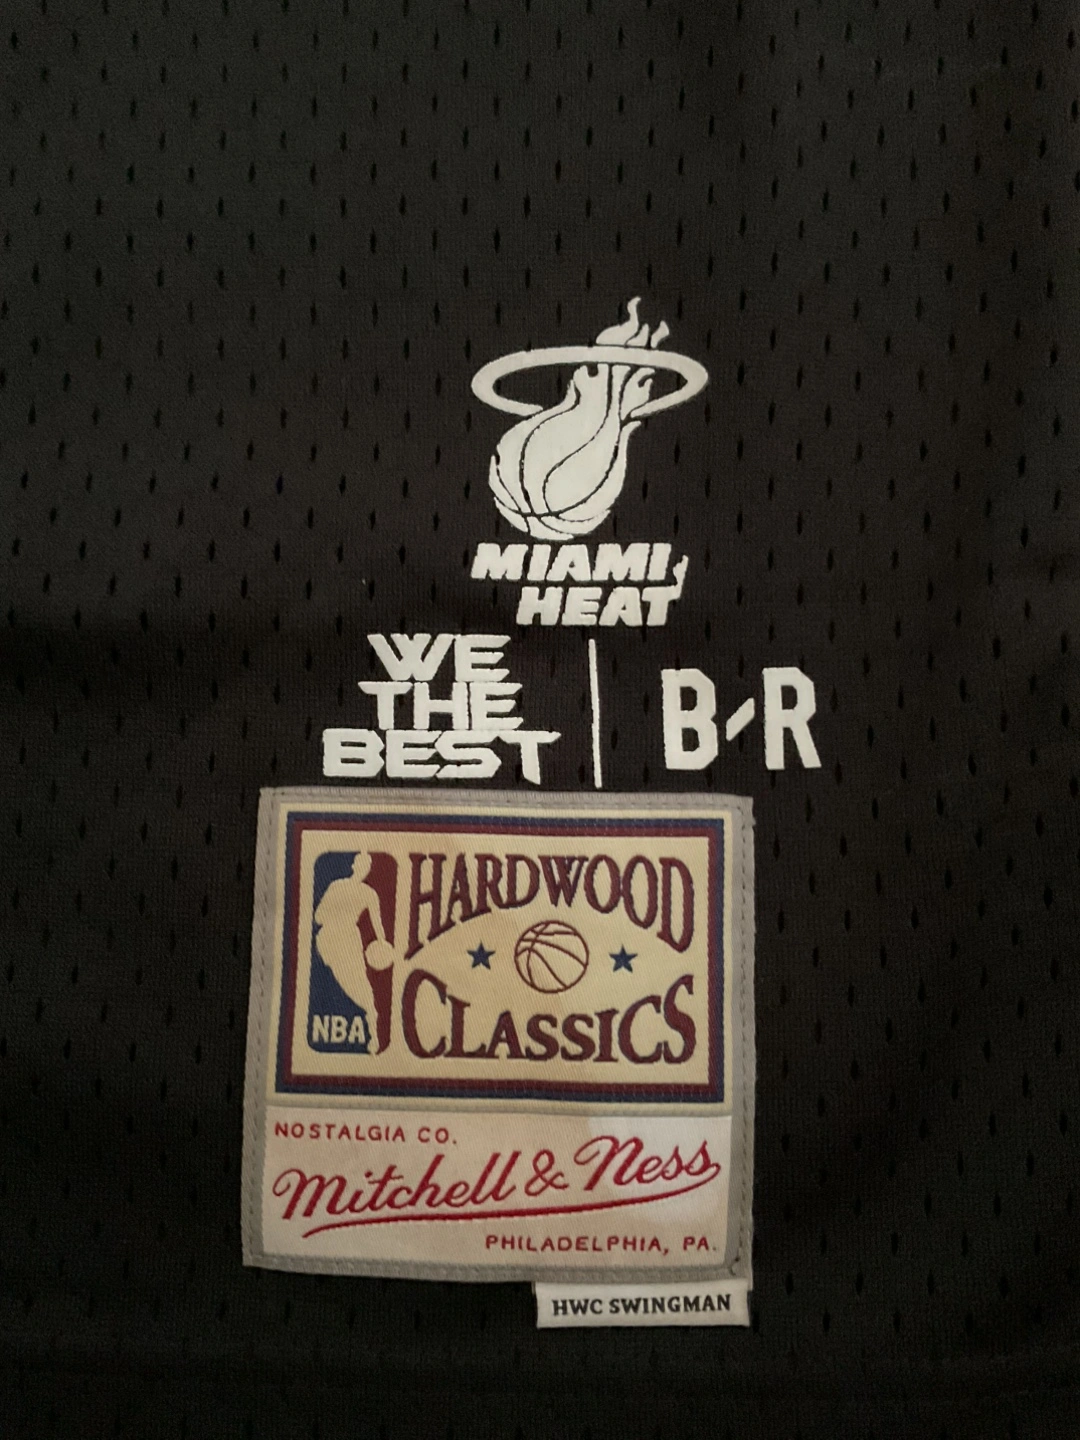 MIAMI
HEAT
WE
THE
BEST
B-R
HARDWOOD
CLASSICS
NBA
NOSTALGIA CO.
Mitchell & Ness
PHILADELPHIA, PA.
HWC SWINGMAN